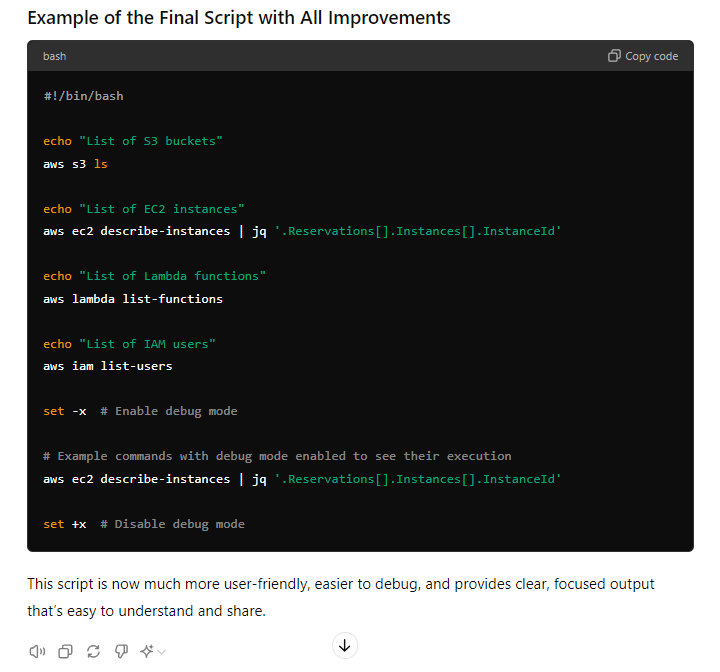 Example of the Final Script with All Improvements
bash
Copy code
#!/bin/bash
echo "List of S3 buckets"
aws s3 ls
echo "List of EC2 instances"
aws ec2 describe-instances | jq '.Reservations[].Instances[].InstanceId'
echo "List of Lambda functions"
aws lambda list-functions
echo "List of IAM users"
aws iam list-users
set -x  # Enable debug mode
# Example commands with debug mode enabled to see their execution
aws ec2 describe-instances | jq '.Reservations[].Instances[].InstanceId'
set +x  # Disable debug mode
This script is now much more user-friendly, easier to debug, and provides clear, focused output
that's easy to understand and share.